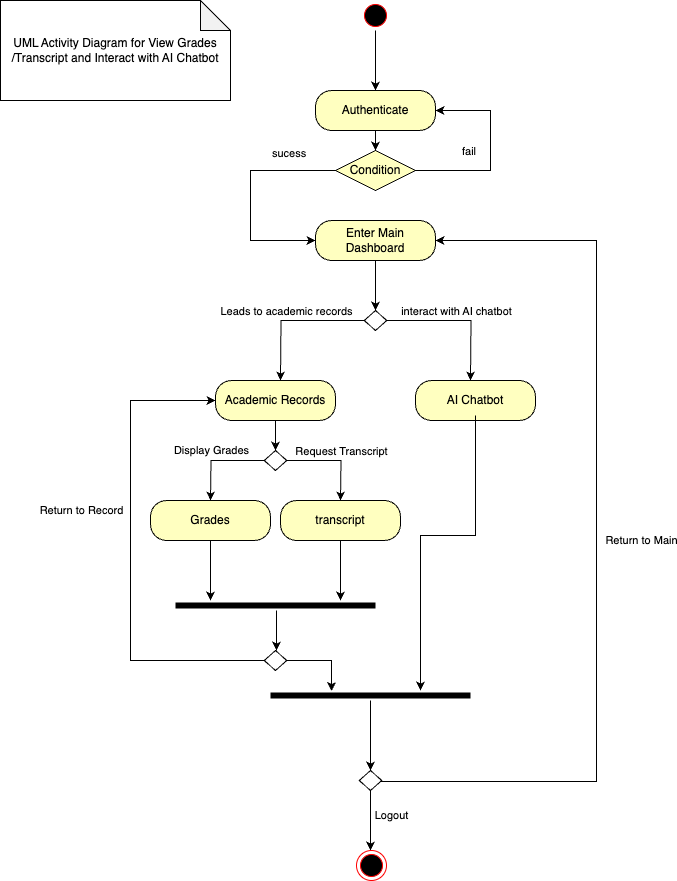 UML Activity Diagram for View Grades
/Transcript and Interact with AI Chatbot
Authenticate
sucess
fail
Condition
Enter Main
Dashboard
Leads to academic records
interact with AI chatbot
Academic Records
AI Chatbot
Display Grades
Request Transcript
Return to Record
Grades
transcript
Return to Main
Logout